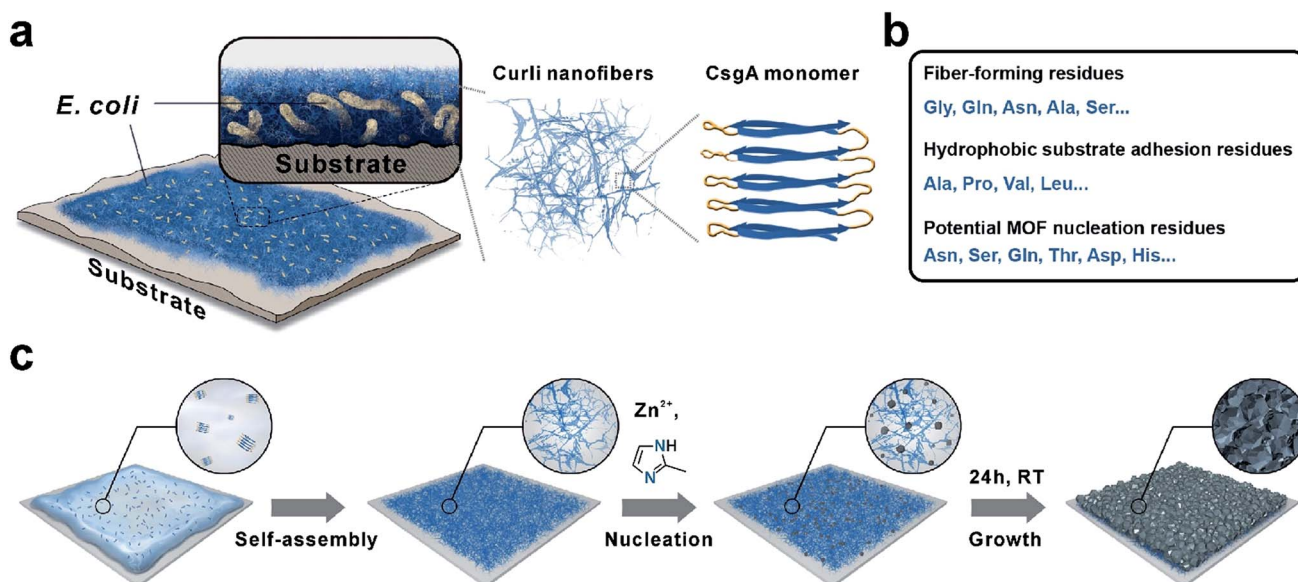 a
E. coli
Substrate
Substrate
Curli nanofibers
CsgA monomer
b
Fiber-forming residues
Gly, Gln, Asn, Ala, Ser...
Hydrophobic substrate adhesion residues
Ala, Pro, Val, Leu...
Potential MOF nucleation residues
Asn, Ser, Gln, Thr, Asp, His...
c
Self-assembly
Zn²⁺,
NH
N
Nucleation
24h, RT
Growth